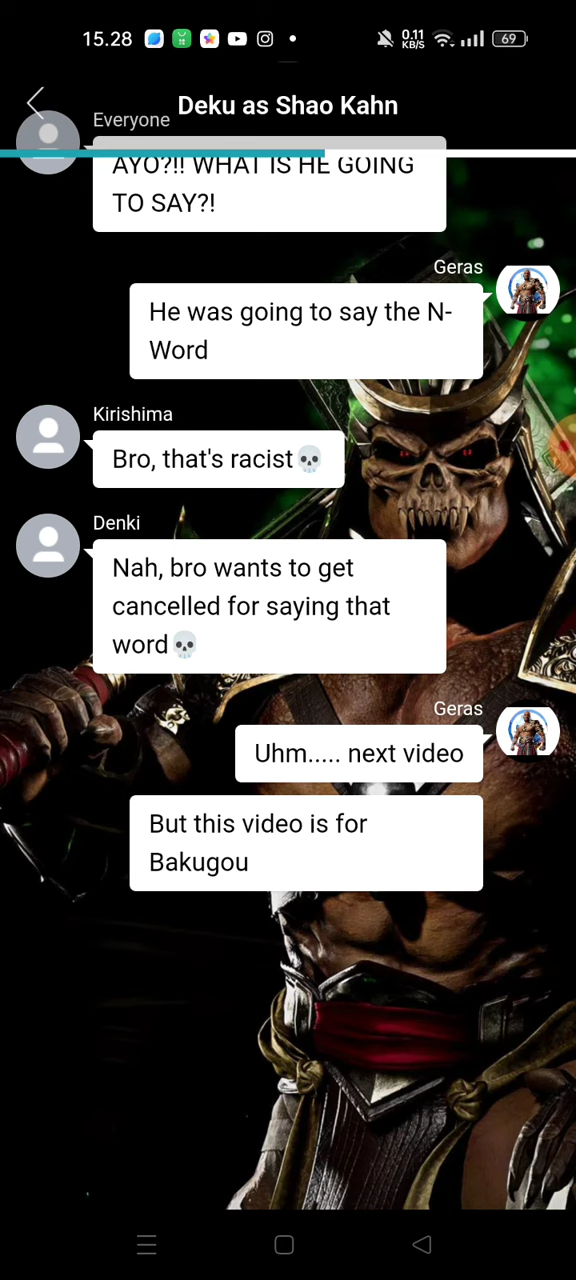 15.28
0.11
KB/S
69
Deku as Shao Kahn
Everyone
AYO?!! WHAT IS HE GOING
TO SAY?!
Geras
He was going to say the N-
Word
Kirishima
Bro, that's racist💀
Denki
Nah, bro wants to get
cancelled for saying that
word💀
Geras
Uhm..... next video
But this video is for
Bakugou